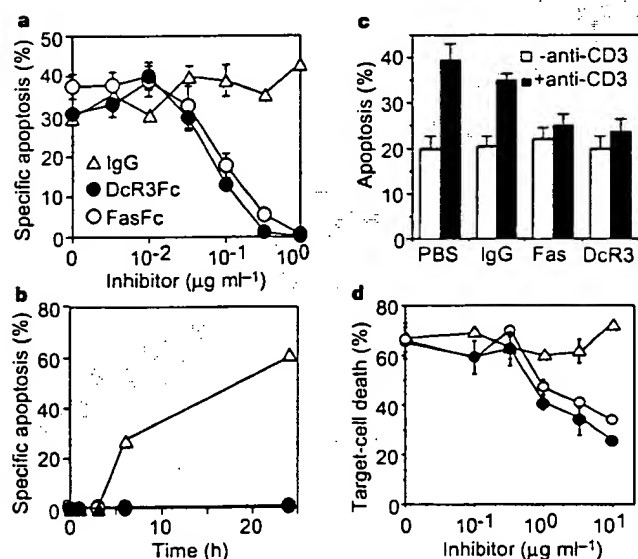 a
Specific apoptosis (%)
50
40
30
20
10
0
△ IgG
● DcR3Fc
○ FasFc
0 10⁻² 10⁻¹ 10⁰
Inhibitor (μg ml⁻¹)
b
Specific apoptosis (%)
80
60
40
20
0
0 10 20
Time (h)
c
Apoptosis (%)
40
30
20
10
0
-anti-CD3
+anti-CD3
PBS IgG Fas DcR3
d
Target-cell death (%)
80
60
40
20
0
0 10⁻¹ 10⁰ 10¹
Inhibitor (μg ml⁻¹)